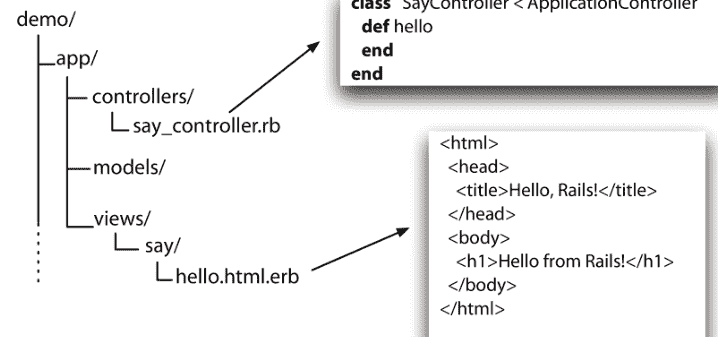 demo/
app/
controllers/
say_controller.rb
models/
views/
say/
hello.html.erb
class SayController < ApplicationController
def hello
end
end
<html>
<head>
<title>Hello, Rails!</title>
</head>
<body>
<h1>Hello from Rails!</h1>
</body>
</html>